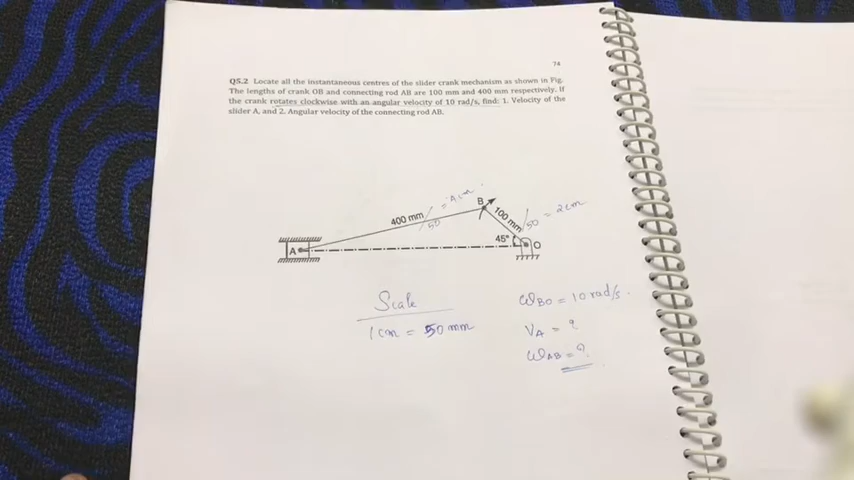 74
Q5.2 Locate all the instantaneous centres of the slider crank mechanism as shown in Fig.
The lengths of crank OB and connecting rod AB are 100 mm and 400 mm respectively. If
the crank rotates clockwise with an angular velocity of 10 rad/s, find: 1. Velocity of the
slider A, and 2. Angular velocity of the connecting rod AB.
B
400 mm / 50
100 mm / 50 = 2cm
45°
A
O
Scale
1 cm = 50 mm
ωBO = 10 rad/s.
VA = ?
ωAB = ?